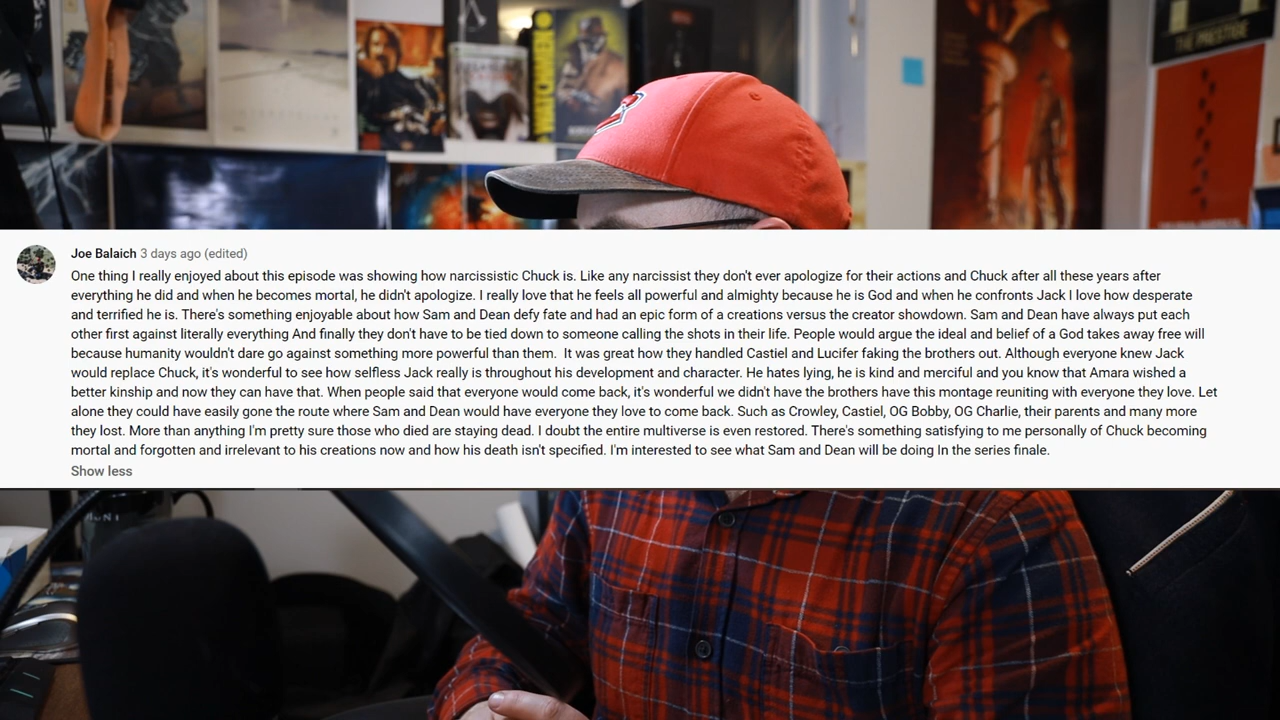 THE PRESTIGE
Joe Balaich 3 days ago (edited)
One thing I really enjoyed about this episode was showing how narcissistic Chuck is. Like any narcissist they don't ever apologize for their actions and Chuck after all these years after
everything he did and when he becomes mortal, he didn't apologize. I really love that he feels all powerful and almighty because he is God and when he confronts Jack I love how desperate
and terrified he is. There's something enjoyable about how Sam and Dean defy fate and had an epic form of a creations versus the creator showdown. Sam and Dean have always put each
other first against literally everything And finally they don't have to be tied down to someone calling the shots in their life. People would argue the ideal and belief of a God takes away free will
because humanity wouldn't dare go against something more powerful than them.  It was great how they handled Castiel and Lucifer faking the brothers out. Although everyone knew Jack
would replace Chuck, it's wonderful to see how selfless Jack really is throughout his development and character. He hates lying, he is kind and merciful and you know that Amara wished a
better kinship and now they can have that. When people said that everyone would come back, it's wonderful we didn't have the brothers have this montage reuniting with everyone they love. Let
alone they could have easily gone the route where Sam and Dean would have everyone they love to come back. Such as Crowley, Castiel, OG Bobby, OG Charlie, their parents and many more
they lost. More than anything I'm pretty sure those who died are staying dead. I doubt the entire multiverse is even restored. There's something satisfying to me personally of Chuck becoming
mortal and forgotten and irrelevant to his creations now and how his death isn't specified. I'm interested to see what Sam and Dean will be doing In the series finale.
Show less